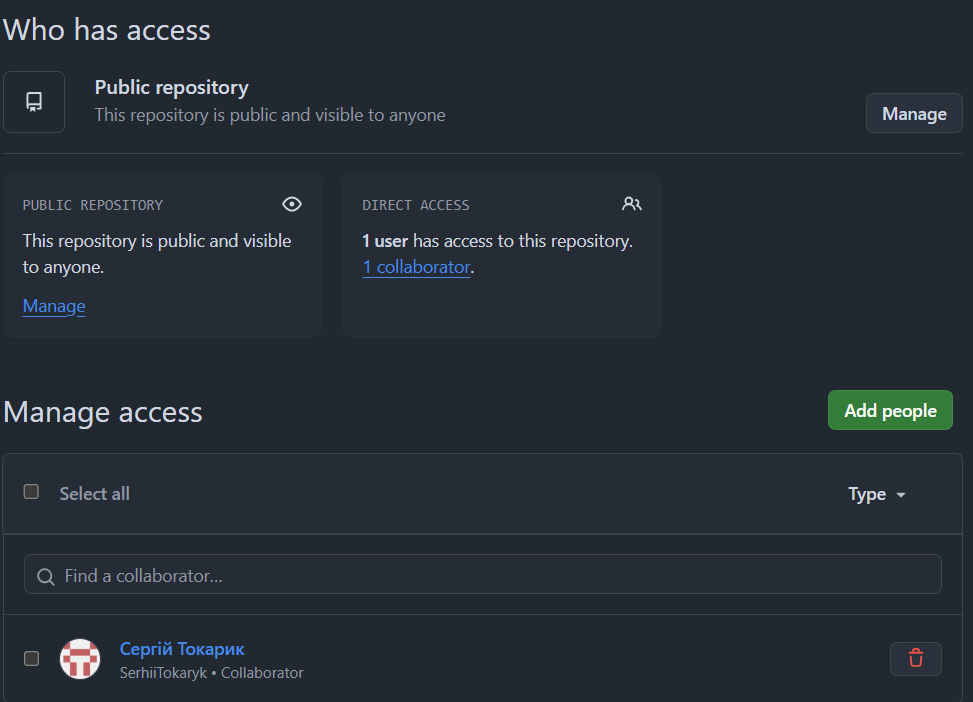 Who has access
Public repository
This repository is public and visible to anyone
Manage
PUBLIC REPOSITORY
This repository is public and visible
to anyone.
Manage
DIRECT ACCESS
1 user has access to this repository.
1 collaborator.
Manage access
Add people
Select all
Type
Find a collaborator...
Сергій Токарик
SerhiiTokaryk • Collaborator